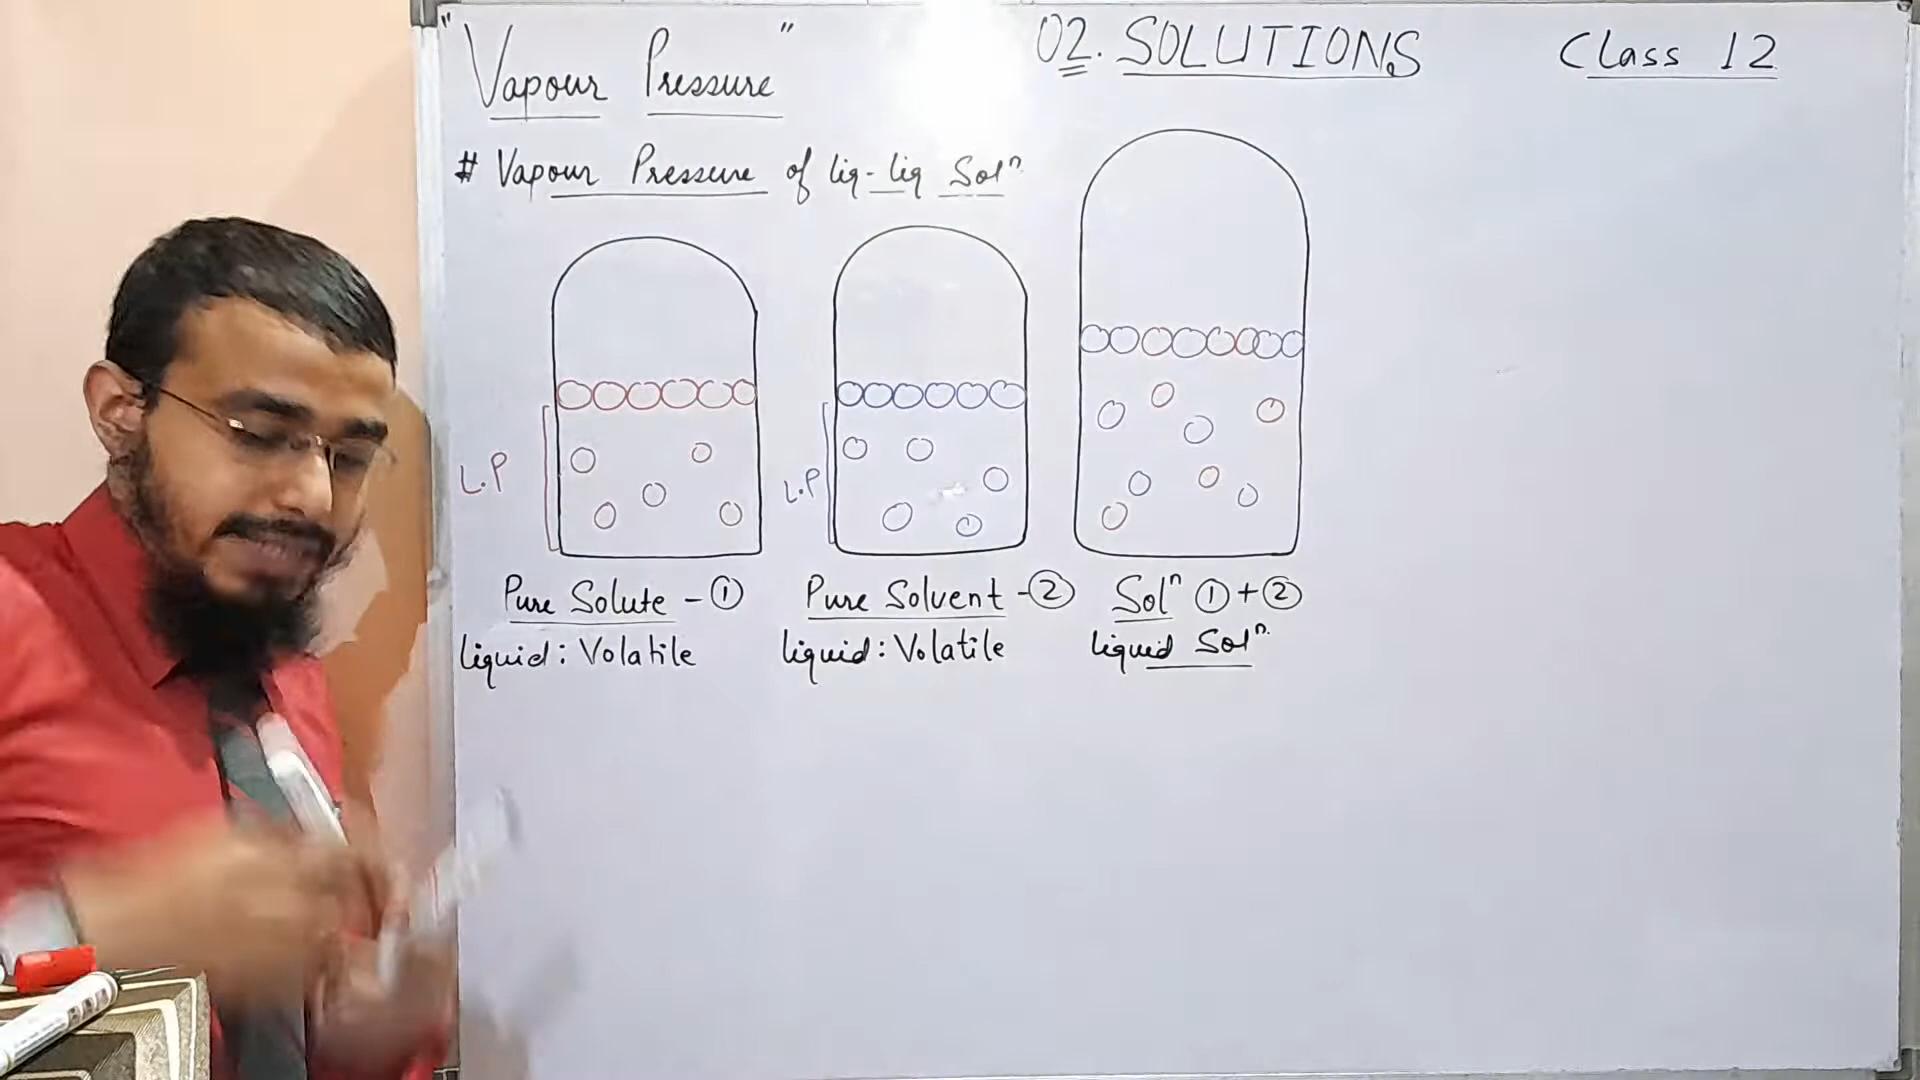 "Vapour Pressure"
02. SOLUTIONS
Class 12
# Vapour Pressure of liq-liq Solⁿ
L.P
L.P
Pure Solute - ①
liquid: Volatile
Pure Solvent - ②
liquid: Volatile
Solⁿ ① + ②
liquid Solⁿ.